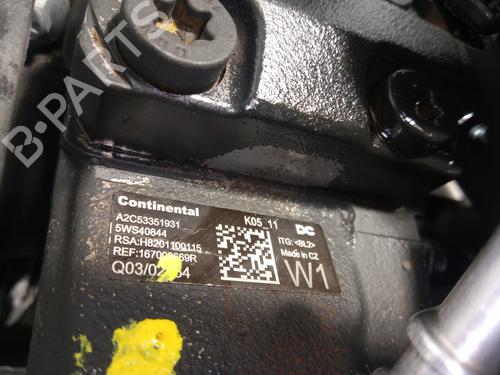 B-PARTS
Continental
K05_11
DC
A2C53351931
5WS40844
ITG: <BL2>
RSA:H8201100115
Made in CZ
W1